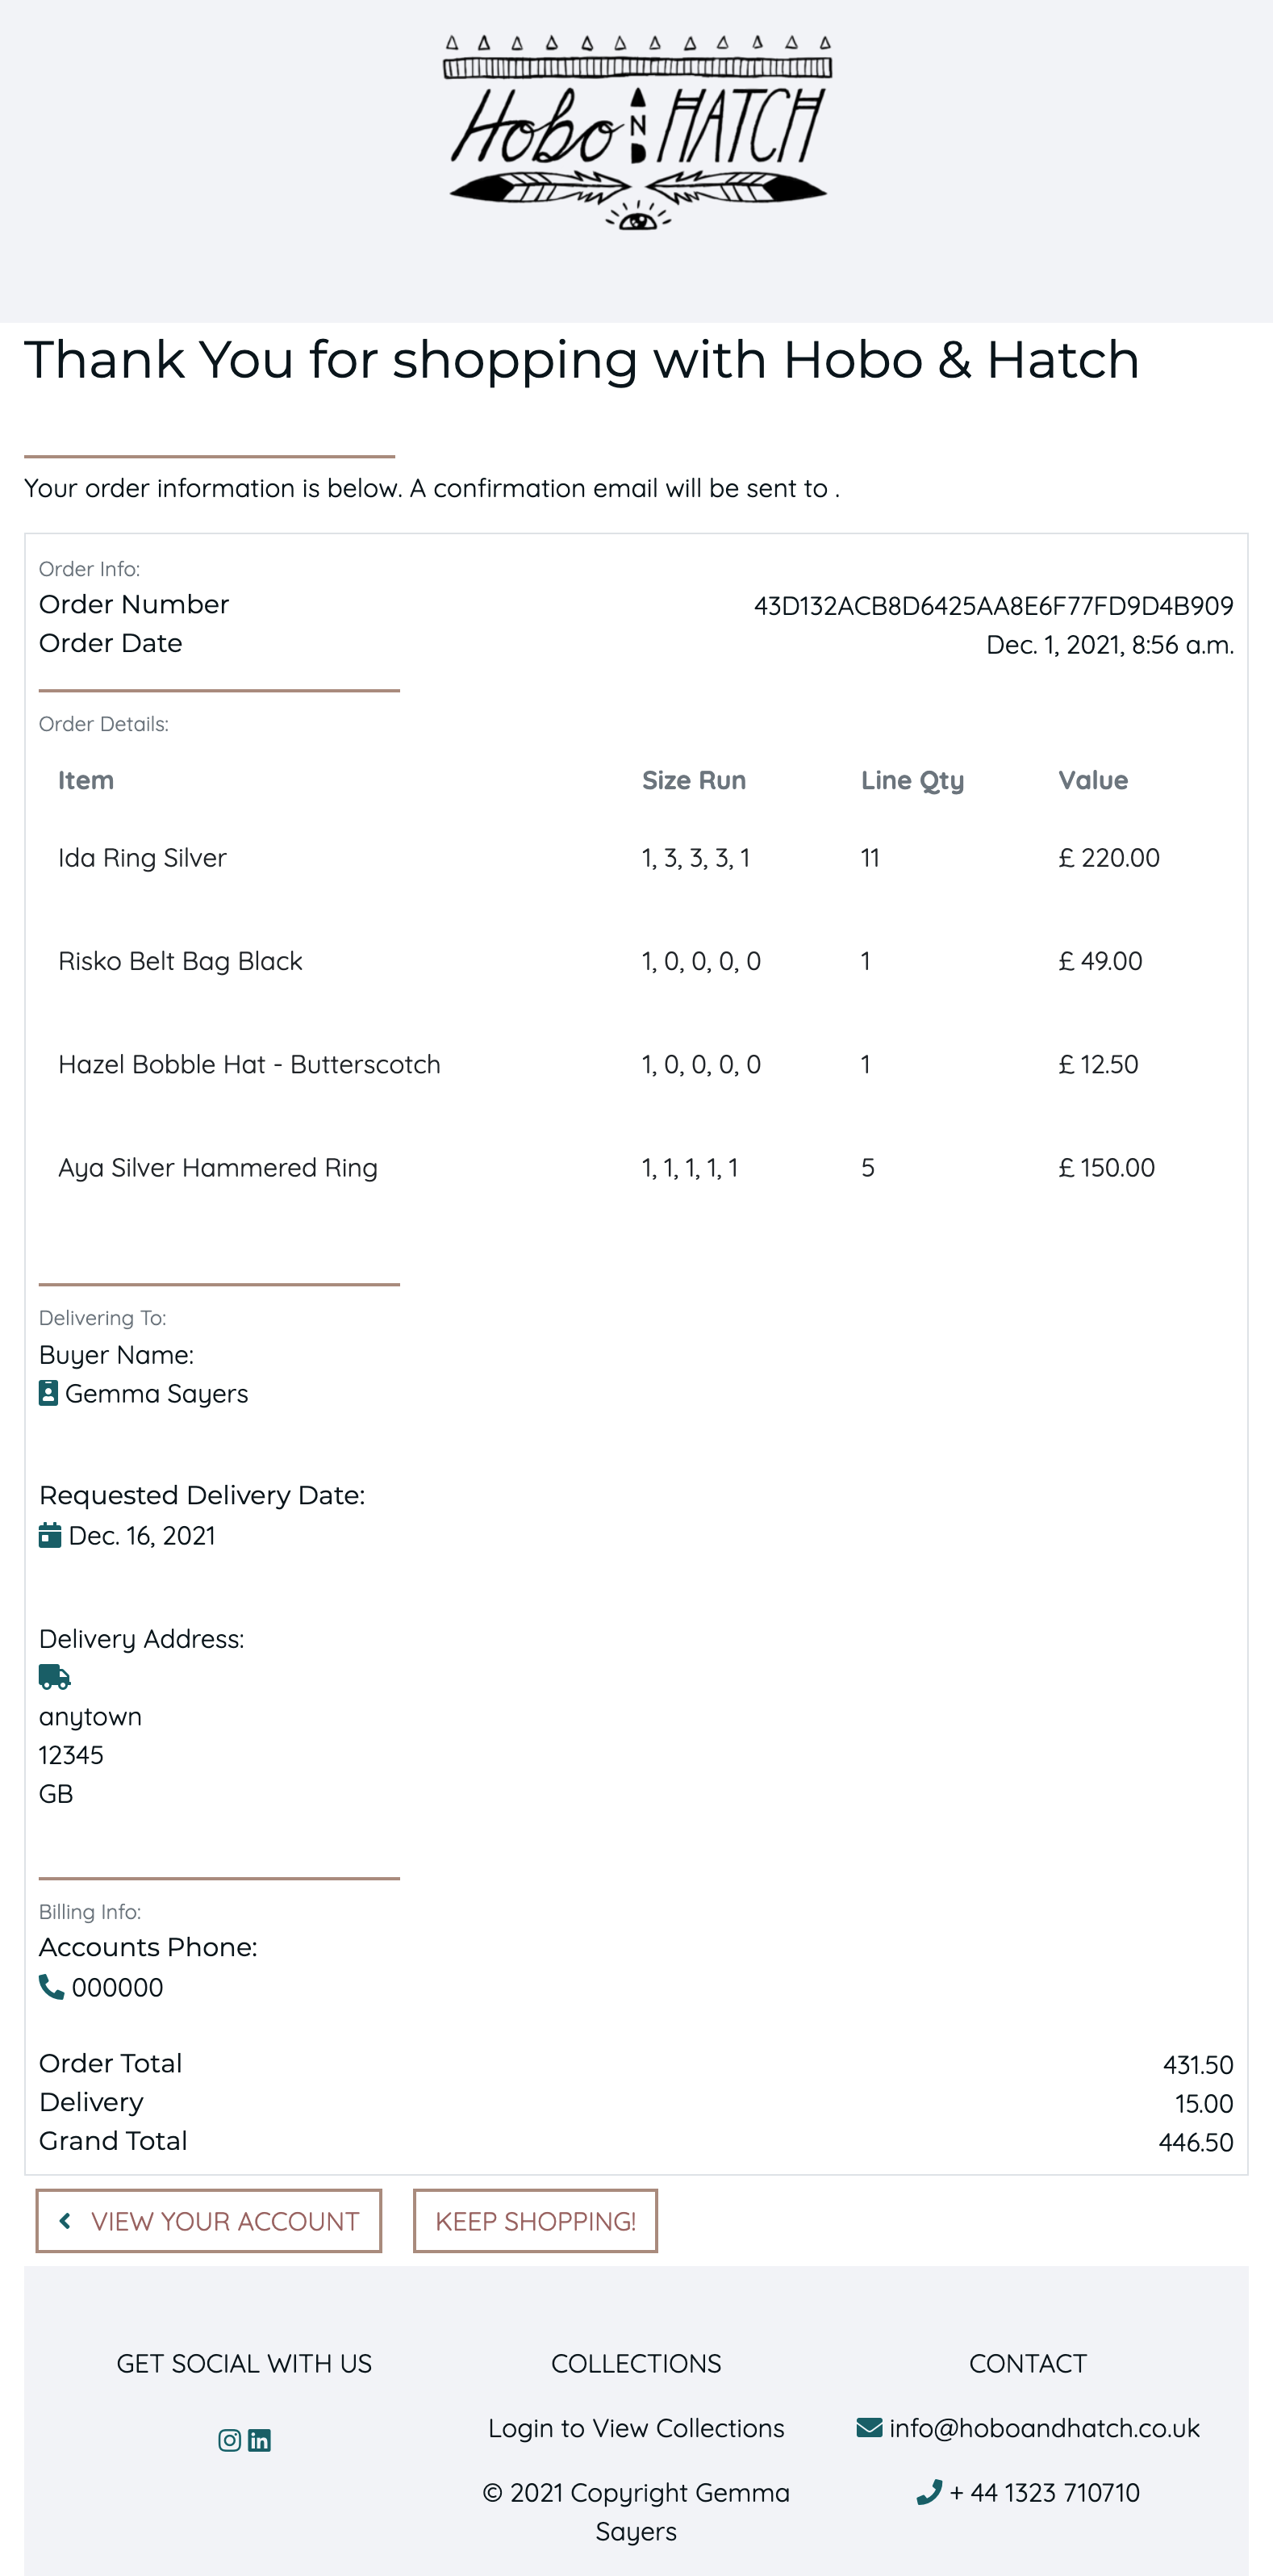 Hobo AND HATCH
Thank You for shopping with Hobo & Hatch
Your order information is below. A confirmation email will be sent to .
Order Info:
Order Number 43D132ACB8D6425AA8E6F77FD9D4B909
Order Date Dec. 1, 2021, 8:56 a.m.
Order Details:
Item Size Run Line Qty Value
Ida Ring Silver 1, 3, 3, 3, 1 11 £ 220.00
Risko Belt Bag Black 1, 0, 0, 0, 0 1 £ 49.00
Hazel Bobble Hat - Butterscotch 1, 0, 0, 0, 0 1 £ 12.50
Aya Silver Hammered Ring 1, 1, 1, 1, 1 5 £ 150.00
Delivering To:
Buyer Name:
Gemma Sayers
Requested Delivery Date:
Dec. 16, 2021
Delivery Address:
anytown
12345
GB
Billing Info:
Accounts Phone:
000000
Order Total 431.50
Delivery 15.00
Grand Total 446.50
VIEW YOUR ACCOUNT KEEP SHOPPING!
GET SOCIAL WITH US
COLLECTIONS
Login to View Collections
© 2021 Copyright Gemma
Sayers
CONTACT
info@hoboandhatch.co.uk
+ 44 1323 710710